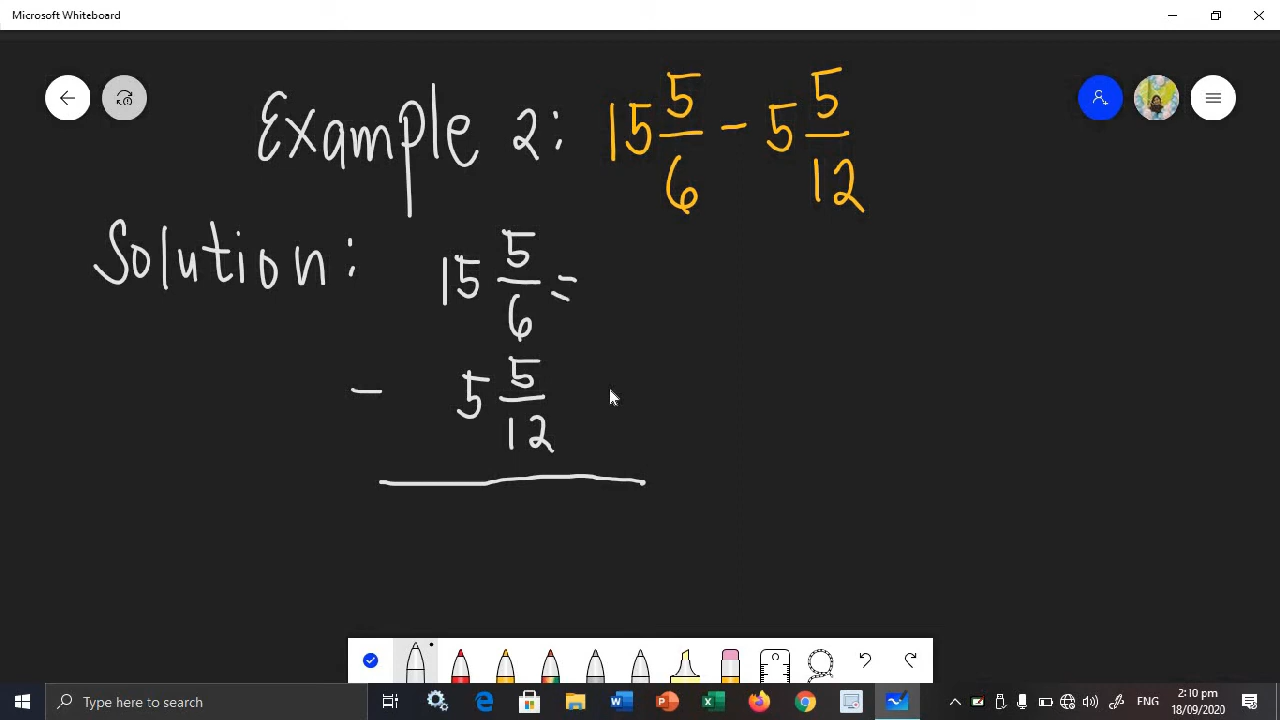 Microsoft Whiteboard
Example 2: 15 5/6 - 5 5/12
Solution: 15 5/6 =
- 5 5/12
Type here to search
ENG
2:10 pm
18/09/2020